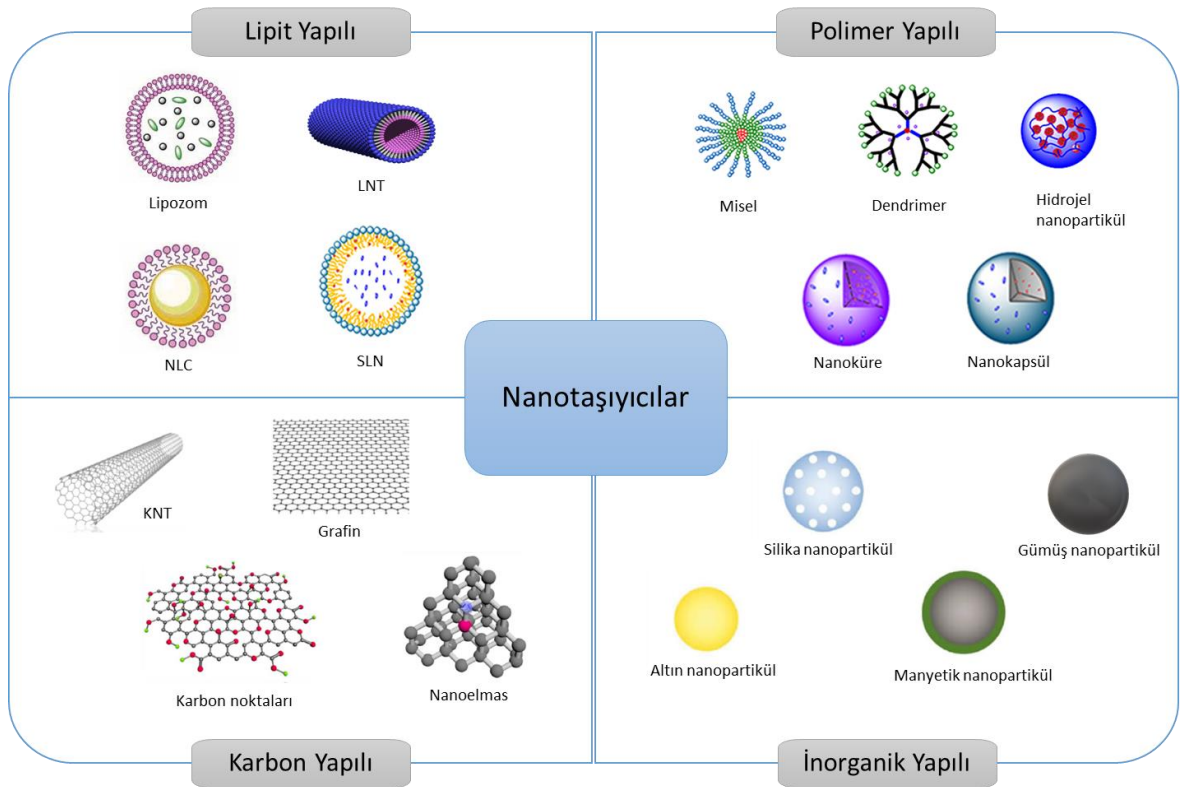 Lipit Yapılı
Lipozom
LNT
NLC
SLN
Polimer Yapılı
Misel
Dendrimer
Hidrojel
nanopartikül
Nanoküre
Nanokapsül
Nanotaşıyıcılar
KNT
Grafin
Karbon noktaları
Nanoelmas
Karbon Yapılı
Silika nanopartikül
Gümüş nanopartikül
Altın nanopartikül
Manyetik nanopartikül
İnorganik Yapılı